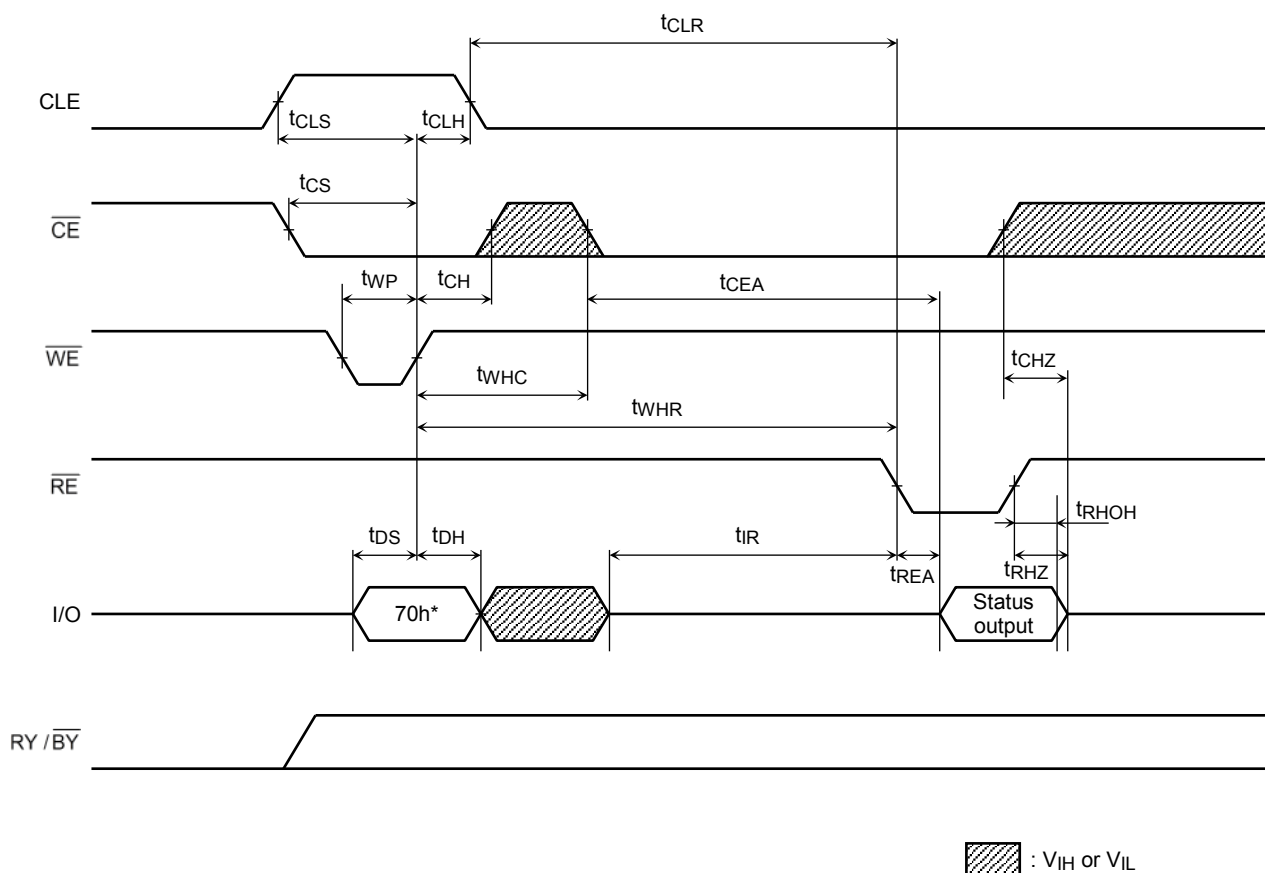 tCLR
CLE
tCLS
tCLH
tCS
CE
tWP
tCH
tCEA
WE
tWHC
tCHZ
tWHR
RE
tRHOH
tDS
tDH
tIR
tREA
tRHZ
I/O
70h*
Status
output
RY / BY
: VIH or VIL